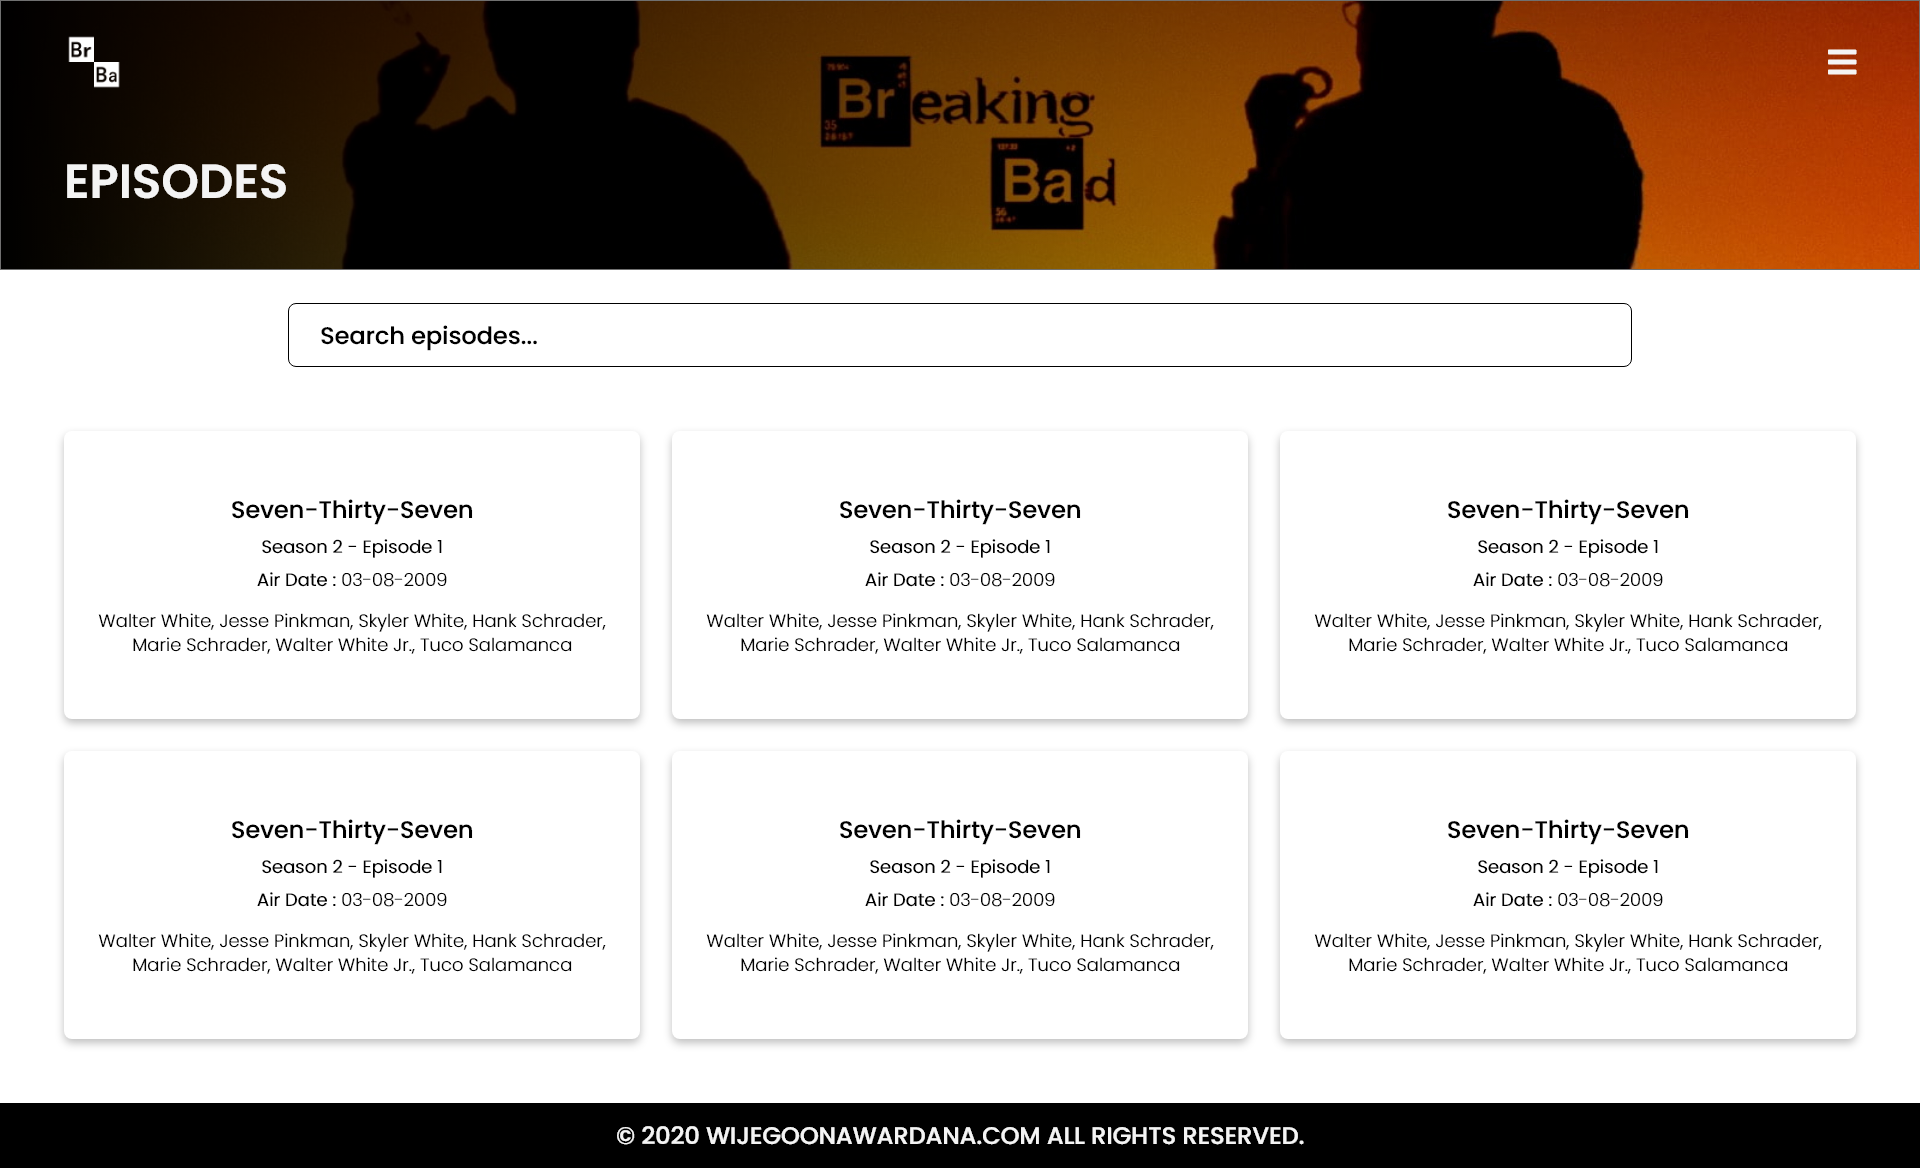 Br
Ba
Breaking
Bad
35
56
EPISODES
Search episodes...
Seven-Thirty-Seven
Season 2 - Episode 1
Air Date : 03-08-2009
Walter White, Jesse Pinkman, Skyler White, Hank Schrader,
Marie Schrader, Walter White Jr., Tuco Salamanca
Seven-Thirty-Seven
Season 2 - Episode 1
Air Date : 03-08-2009
Walter White, Jesse Pinkman, Skyler White, Hank Schrader,
Marie Schrader, Walter White Jr., Tuco Salamanca
Seven-Thirty-Seven
Season 2 - Episode 1
Air Date : 03-08-2009
Walter White, Jesse Pinkman, Skyler White, Hank Schrader,
Marie Schrader, Walter White Jr., Tuco Salamanca
Seven-Thirty-Seven
Season 2 - Episode 1
Air Date : 03-08-2009
Walter White, Jesse Pinkman, Skyler White, Hank Schrader,
Marie Schrader, Walter White Jr., Tuco Salamanca
Seven-Thirty-Seven
Season 2 - Episode 1
Air Date : 03-08-2009
Walter White, Jesse Pinkman, Skyler White, Hank Schrader,
Marie Schrader, Walter White Jr., Tuco Salamanca
Seven-Thirty-Seven
Season 2 - Episode 1
Air Date : 03-08-2009
Walter White, Jesse Pinkman, Skyler White, Hank Schrader,
Marie Schrader, Walter White Jr., Tuco Salamanca
© 2020 WIJEGOONAWARDANA.COM ALL RIGHTS RESERVED.